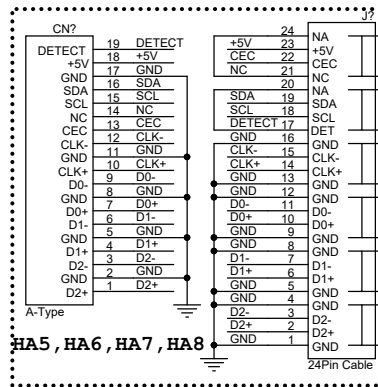 CN?
DETECT 19 DETECT
+5V 18 +5V
GND 17 GND
SDA 16 SDA
SCL 15 SCL
NC 14 NC
CEC 13 CEC
CLK- 12 CLK-
GND 11 GND
CLK+ 10 CLK+
D0- 9 D0-
GND 8 GND
D0+ 7 D0+
D1- 6 D1-
GND 5 GND
D1+ 4 D1+
D2- 3 D2-
GND 2 GND
D2+ 1 D2+
A-Type
HA5,HA6,HA7,HA8
J?
24 NA
+5V 23 +5V
CEC 22 CEC
NC 21 NC
20 NA
SDA 19 SDA
SCL 18 SCL
DETECT 17 DET
GND 16 GND
CLK- 15 CLK-
CLK+ 14 CLK+
GND 13 GND
GND 12 GND
D0- 11 D0-
D0+ 10 D0+
GND 9 GND
GND 8 GND
D1- 7 D1-
D1+ 6 D1+
GND 5 GND
GND 4 GND
D2- 3 D2-
D2+ 2 D2+
GND 1 GND
24Pin Cable